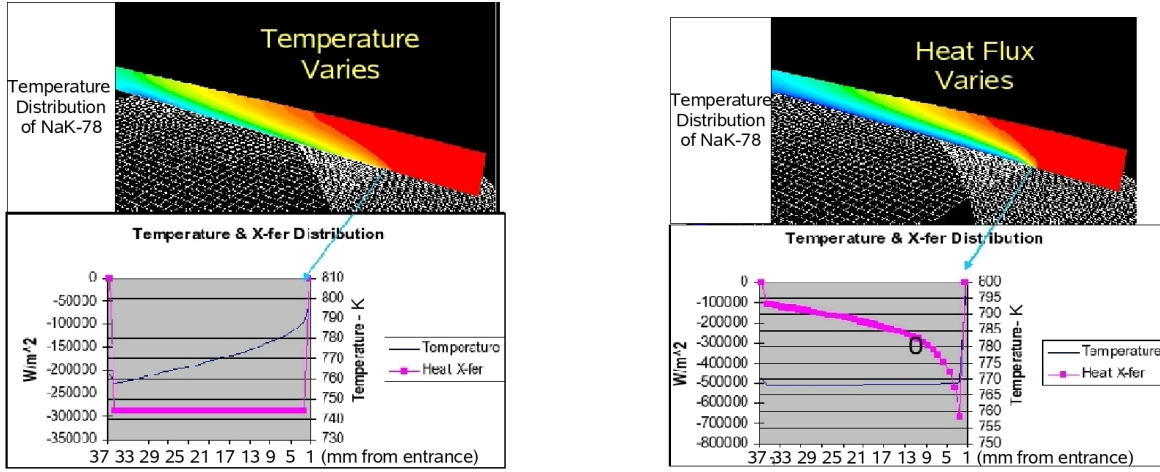 Temperature
Varies
Temperature
Distribution
of NaK-78
Temperature & X-fer Distribution
0
-50000
-100000
-150000
-200000
-250000
-300000
-350000
W/m^2
810
800
790
780
770
760
750
740
730
Temperature - K
Temperature
Heat X-fer
37 33 29 25 21 17 13 9 5 1 (mm from entrance)
Heat Flux
Varies
Temperature
Distribution
of NaK-78
Temperature & X-fer Distribution
0
-100000
-200000
-300000
-400000
-500000
-600000
-700000
-800000
W/m^2
0
800
795
790
785
780
775
770
765
760
755
750
Temperature- K
Temperature
Heat X-fer
37 33 29 25 21 17 13 9 5 1 (mm from entrance)